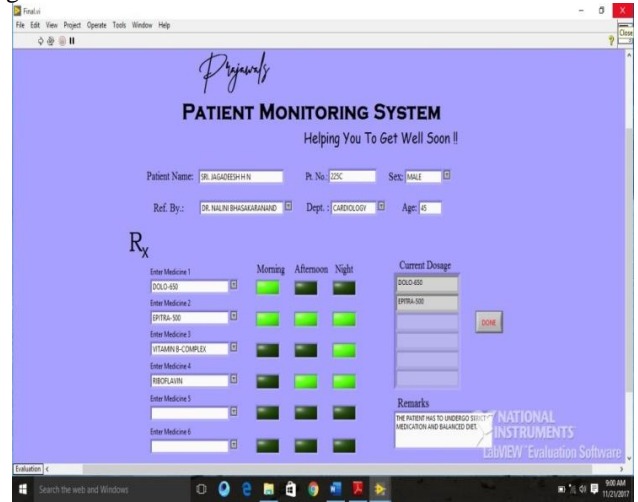 Final.vi
File Edit View Project Operate Tools Window Help
Close
Prajawal's
PATIENT MONITORING SYSTEM
Helping You To Get Well Soon !!
Patient Name: SRI. JAGADEESH H N Pt. No.: 225C Sex: MALE
Ref. By.: DR. NALINI BHASAKARANAND Dept. : CARDIOLOGY Age: 45
Rx
Enter Medicine 1 Morning Afternoon Night Current Dosage
DOLO-650 DOLO-650
Enter Medicine 2 EPITRA-500
EPITRA-500 DONE
Enter Medicine 3
VITAMIN B-COMPLEX
Enter Medicine 4
RIBOFLAVIN
Enter Medicine 5 Remarks
THE PATIENT HAS TO UNDERGO STRICT
MEDICATION AND BALANCED DIET.
Enter Medicine 6
NATIONAL
INSTRUMENTS
LabVIEW Evaluation Software
Evaluation
Search the web and Windows
9:00 AM
11/21/2017